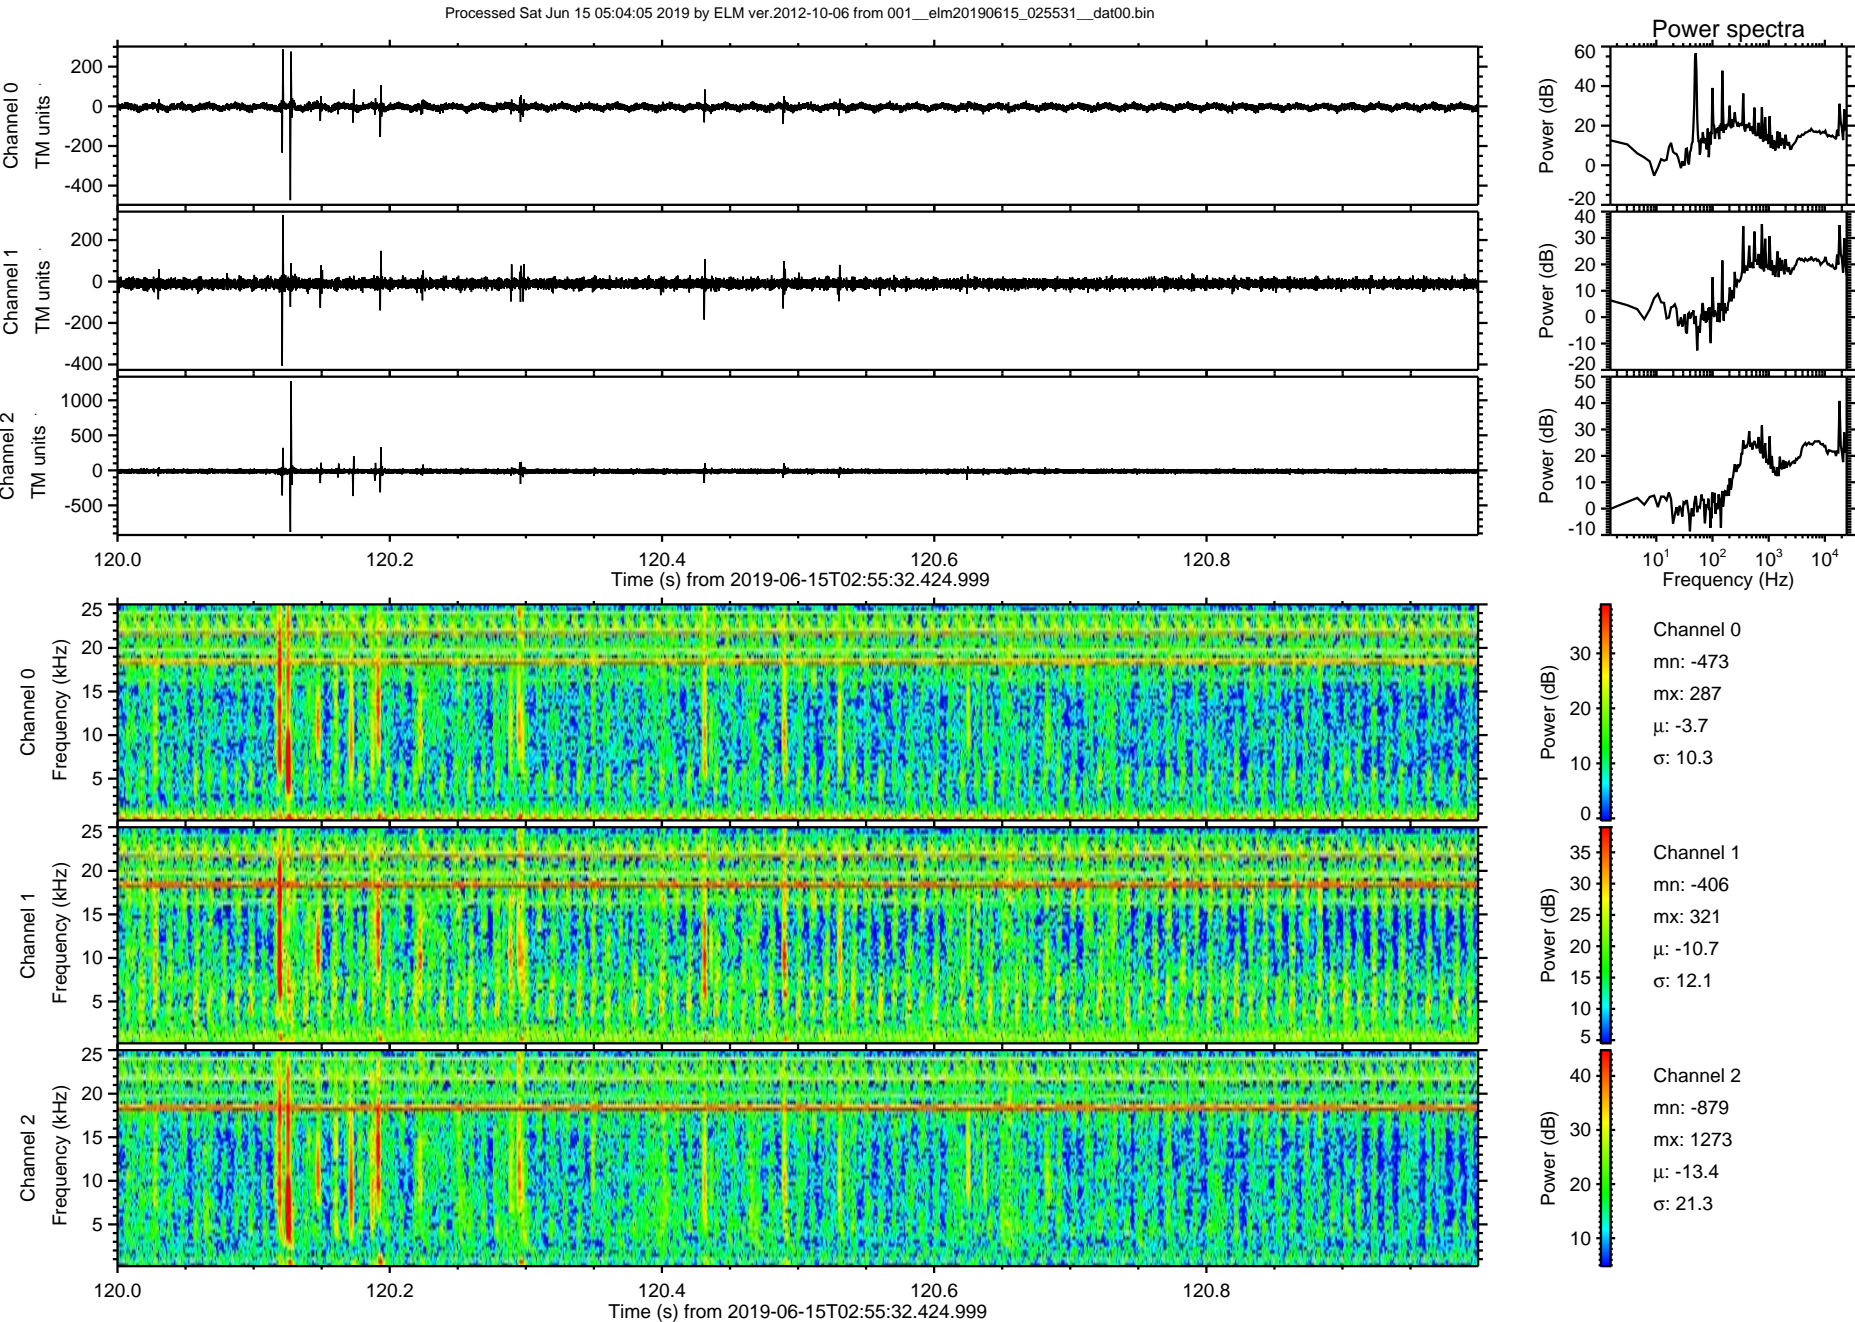 Processed Sat Jun 15 05:04:05 2019 by ELM ver.2012-10-06 from 001__elm20190615_025531__dat00.bin
Power spectra
Channel 0
TM units
200
0
-200
-400
Power (dB)
60
40
20
0
-20
Channel 1
TM units
200
0
-200
-400
Power (dB)
40
30
20
10
0
-10
-20
Channel 2
TM units
1000
500
0
-500
Power (dB)
50
40
30
20
10
0
-10
120.0 120.2 120.4 120.6 120.8
Time (s) from 2019-06-15T02:55:32.424.999
10¹ 10² 10³ 10⁴
Frequency (Hz)
Channel 0
Frequency (kHz)
25
20
15
10
5
Power (dB)
30
20
10
0
Channel 0
mn: -473
mx: 287
μ: -3.7
σ: 10.3
Channel 1
Frequency (kHz)
25
20
15
10
5
Power (dB)
35
30
25
20
15
10
5
Channel 1
mn: -406
mx: 321
μ: -10.7
σ: 12.1
Channel 2
Frequency (kHz)
25
20
15
10
5
Power (dB)
40
30
20
10
Channel 2
mn: -879
mx: 1273
μ: -13.4
σ: 21.3
120.0 120.2 120.4 120.6 120.8
Time (s) from 2019-06-15T02:55:32.424.999